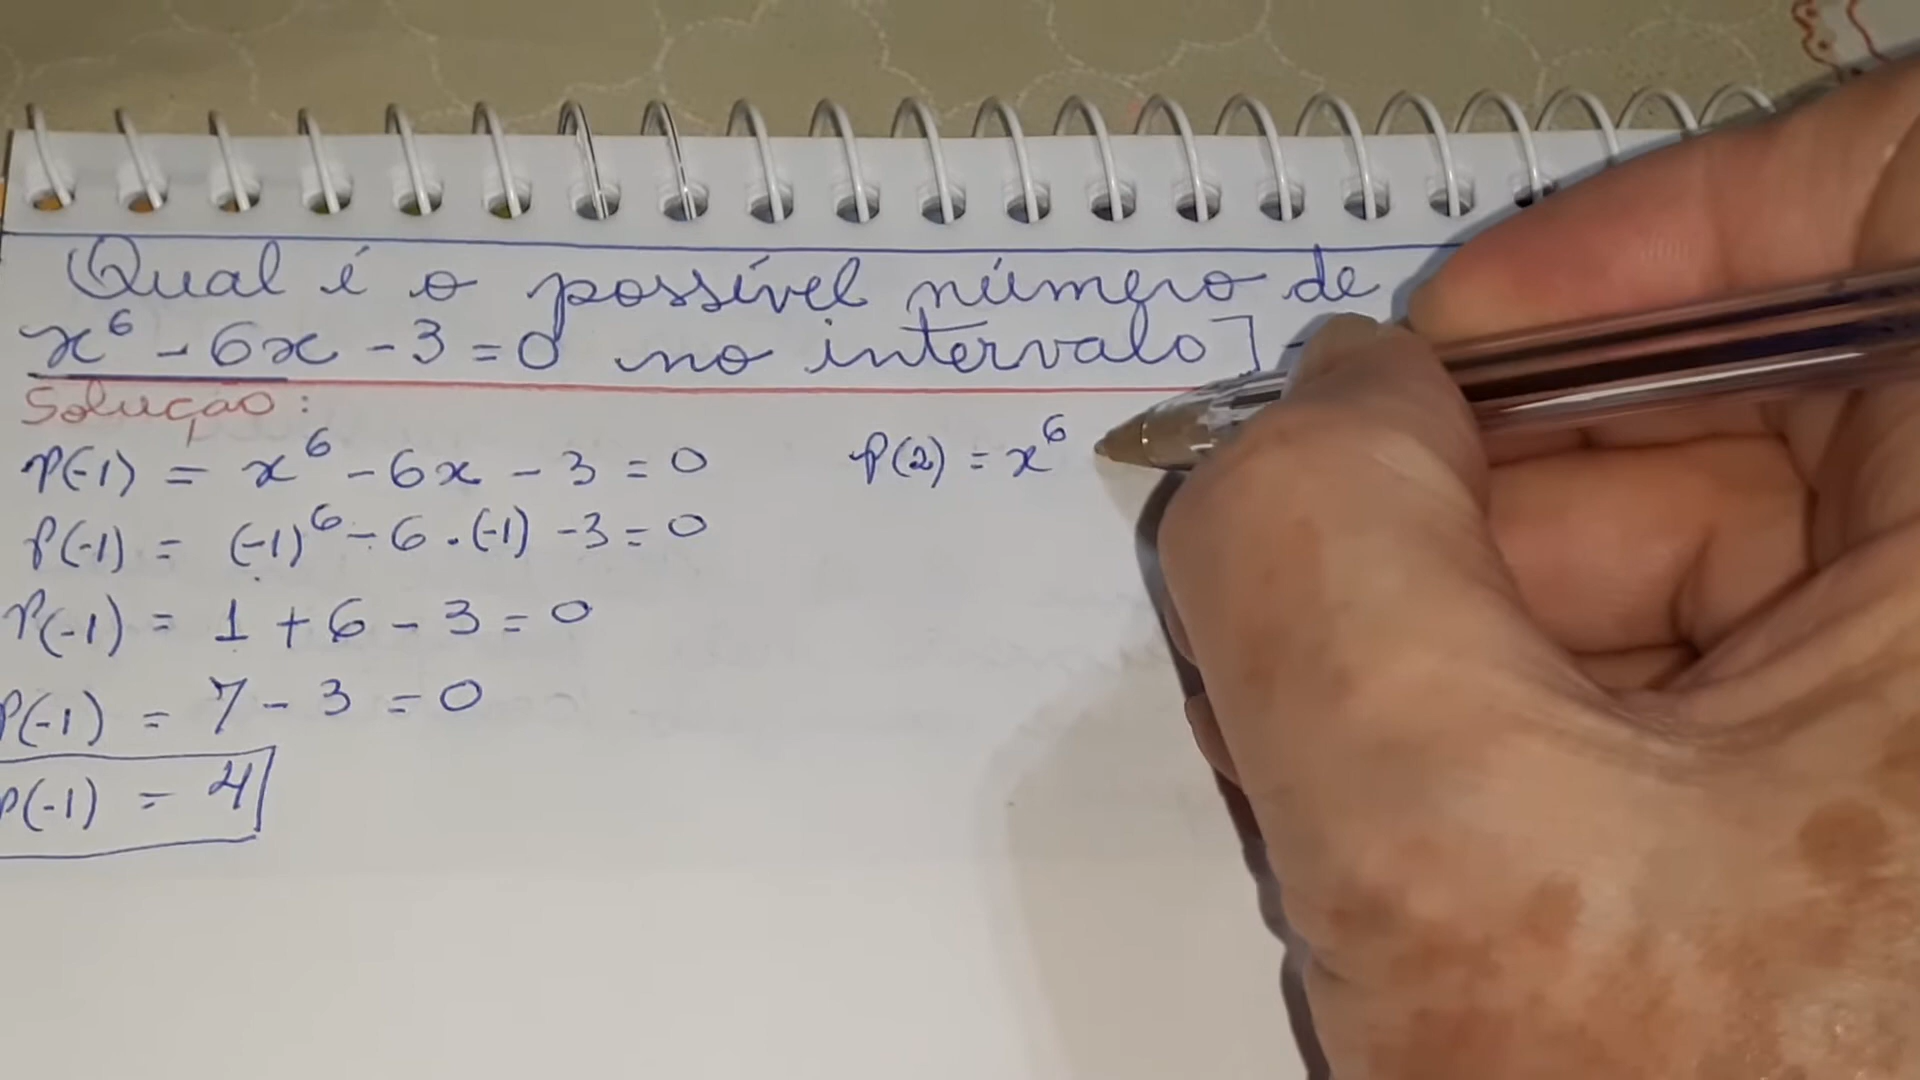 Qual é o possível número de
x⁶ - 6x - 3 = 0 no intervalo ]-
Solução:
P(-1) = x⁶ - 6x - 3 = 0
P(-1) = (-1)⁶ - 6 . (-1) - 3 = 0
P(-1) = 1 + 6 - 3 = 0
P(-1) = 7 - 3 = 0
P(-1) = 4
P(2) = x⁶